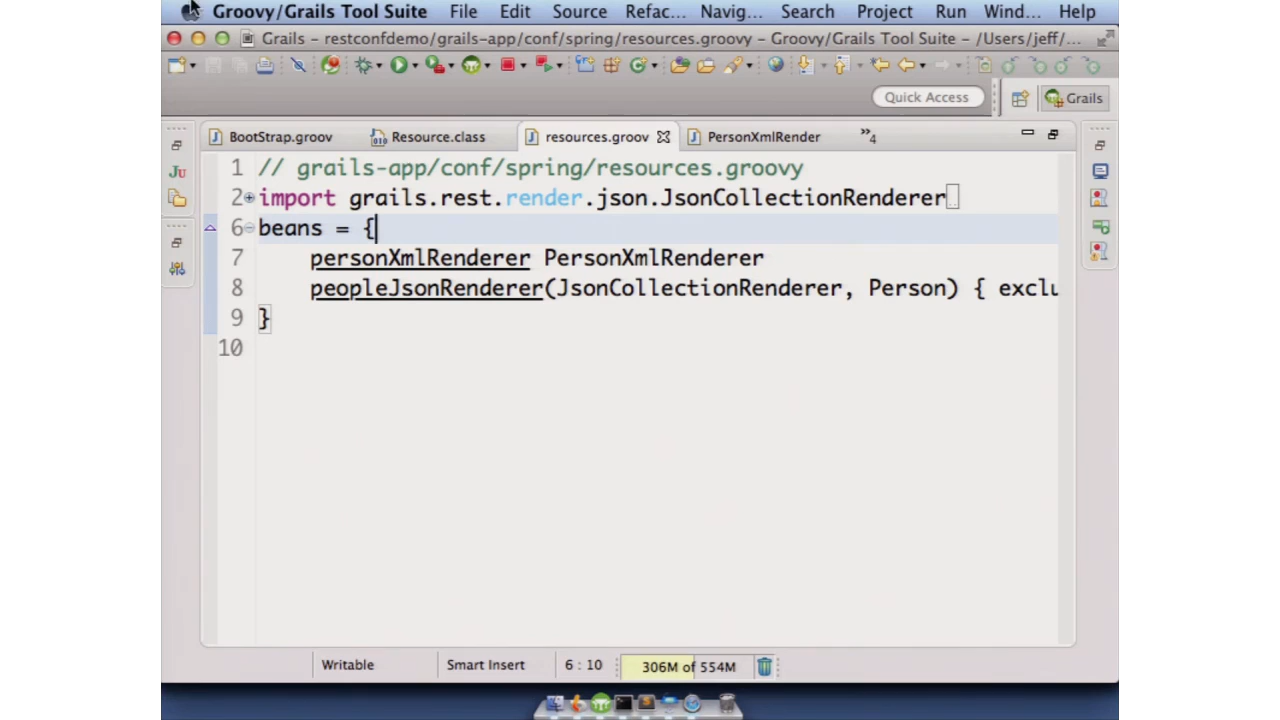 Groovy/Grails Tool Suite File Edit Source Refac... Navig... Search Project Run Wind... Help
Grails - restconfdemo/grails-app/conf/spring/resources.groovy - Groovy/Grails Tool Suite - /Users/jeff/...
Quick Access
Grails
BootStrap.groov Resource.class resources.groov PersonXmlRender »4
Ju
1 // grails-app/conf/spring/resources.groovy
2 import grails.rest.render.json.JsonCollectionRenderer
6 beans = {
7 personXmlRenderer PersonXmlRenderer
8 peopleJsonRenderer(JsonCollectionRenderer, Person) { exclu
9 }
10
Writable Smart Insert 6 : 10 306M of 554M